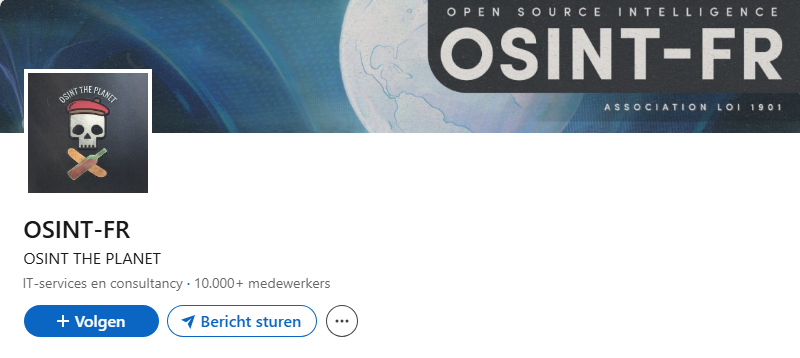 OPEN SOURCE INTELLIGENCE
OSINT-FR
ASSOCIATION LOI 1901
OSINT THE PLANET
OSINT-FR
OSINT THE PLANET
IT-services en consultancy · 10.000+ medewerkers
+ Volgen
Bericht sturen